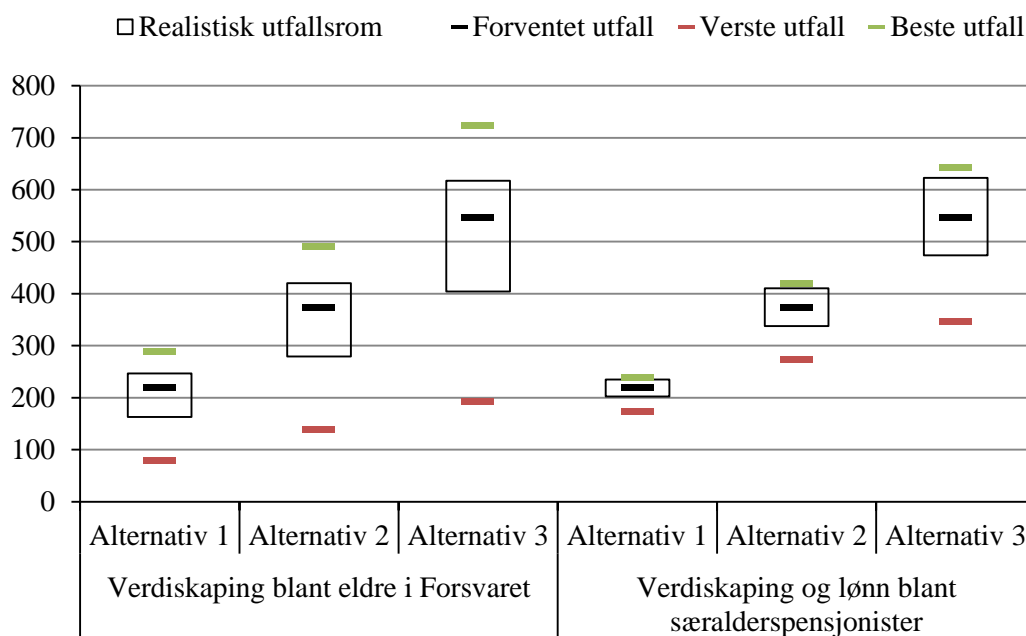 Realistisk utfallsrom Forventet utfall Verste utfall Beste utfall
800
700
600
500
400
300
200
100
0
Alternativ 1 Alternativ 2 Alternativ 3 Alternativ 1 Alternativ 2 Alternativ 3
Verdiskaping blant eldre i Forsvaret
Verdiskaping og lønn blant
særalderspensjonister